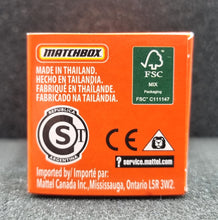 MATCHBOX
MADE IN THAILAND.
HECHO EN TAILANDIA.
FABRIQUÉ EN THAÏLANDE.
FABRICADO NA TAILÂNDIA.
FSC
MIX
Packaging
FSC® C111147
REPUBLICA
S
ARGENTINA
CE
? service.mattel.com
Imported by/ Importé par:
Mattel Canada Inc., Mississauga, Ontario L5R 3W2.